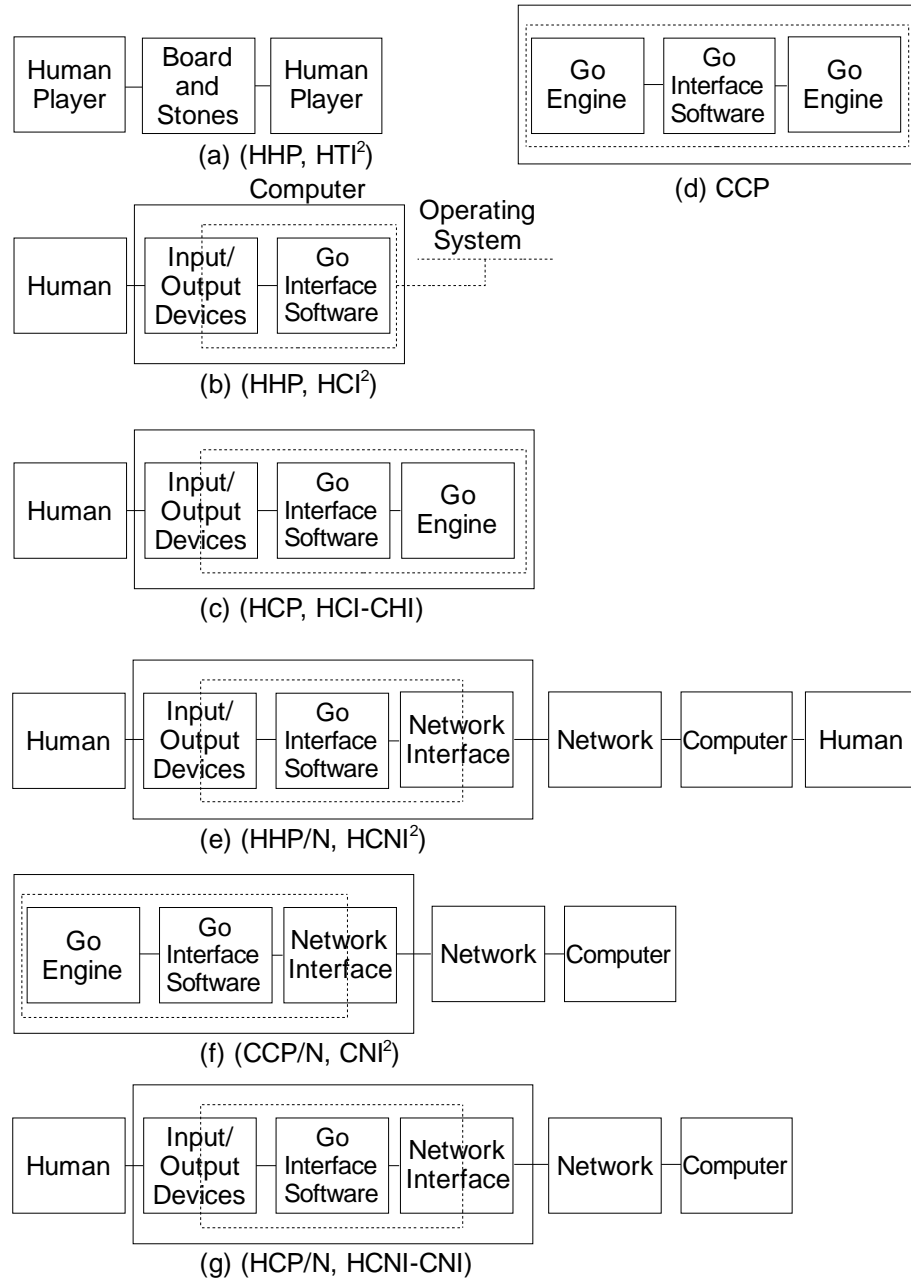 Human
Player
Board
and
Stones
Human
Player
(a) (HHP, HTI²)
Go
Engine
Go
Interface
Software
Go
Engine
(d) CCP
Computer
Operating
System
Human
Input/
Output
Devices
Go
Interface
Software
(b) (HHP, HCI²)
Human
Input/
Output
Devices
Go
Interface
Software
Go
Engine
(c) (HCP, HCI-CHI)
Human
Input/
Output
Devices
Go
Interface
Software
Network
Interface
Network
Computer
Human
(e) (HHP/N, HCNI²)
Go
Engine
Go
Interface
Software
Network
Interface
Network
Computer
(f) (CCP/N, CNI²)
Human
Input/
Output
Devices
Go
Interface
Software
Network
Interface
Network
Computer
(g) (HCP/N, HCNI-CNI)